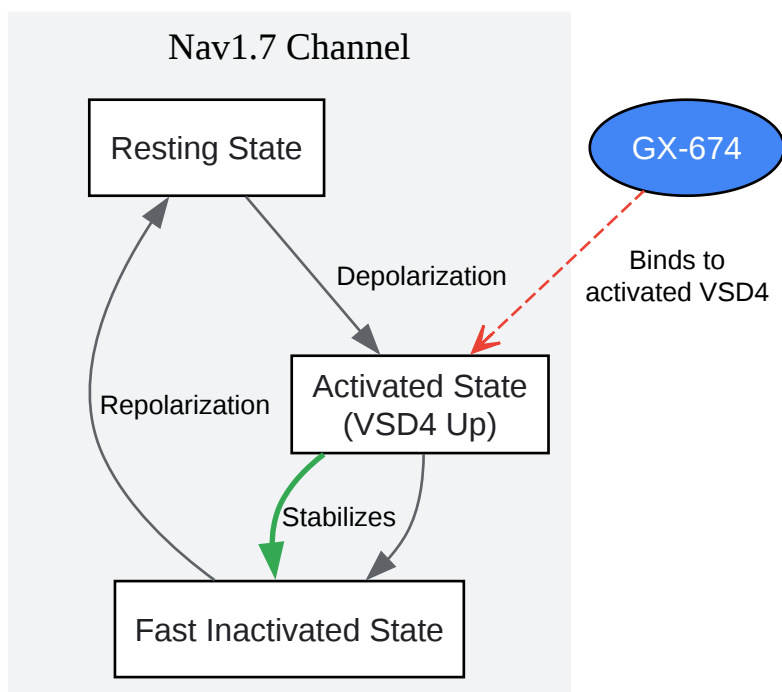 Nav1.7 Channel
Resting State
GX-674
Depolarization
Binds to
activated VSD4
Repolarization
Activated State
(VSD4 Up)
Stabilizes
Fast Inactivated State